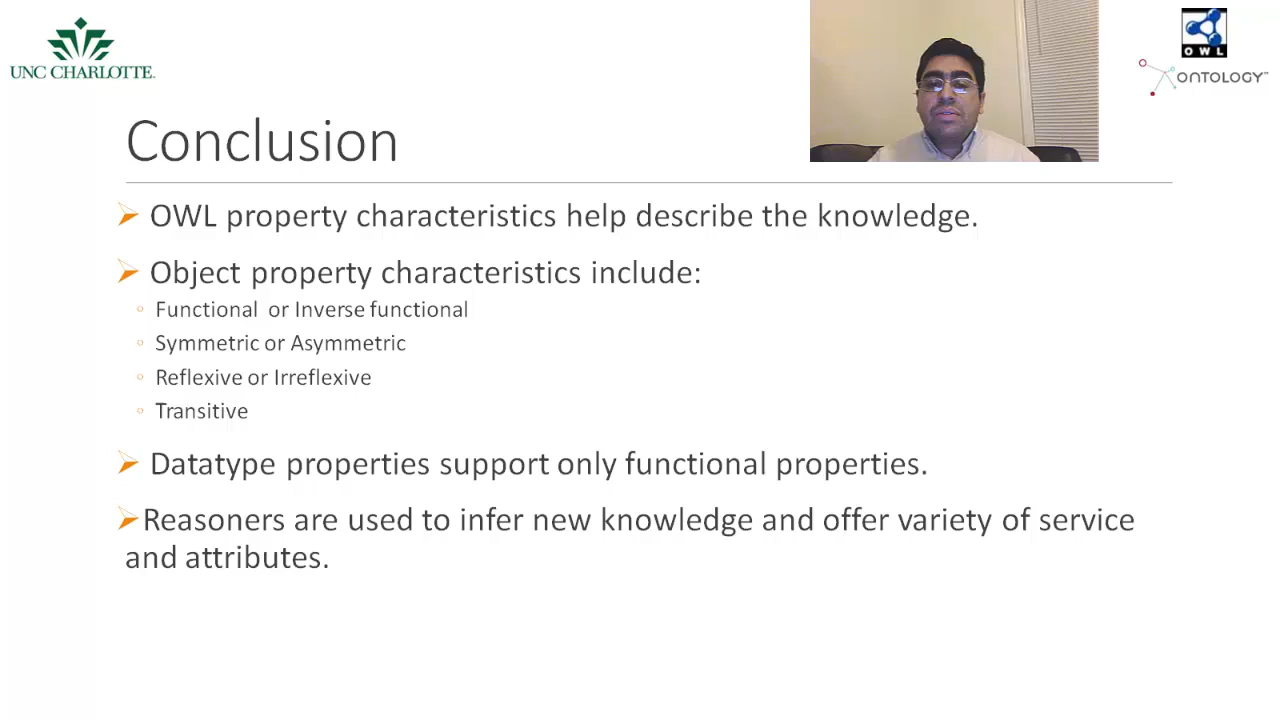 UNC CHARLOTTE.
OWL
ONTOLOGY™
Conclusion
OWL property characteristics help describe the knowledge.
Object property characteristics include:
Functional or Inverse functional
Symmetric or Asymmetric
Reflexive or Irreflexive
Transitive
Datatype properties support only functional properties.
Reasoners are used to infer new knowledge and offer variety of service
and attributes.